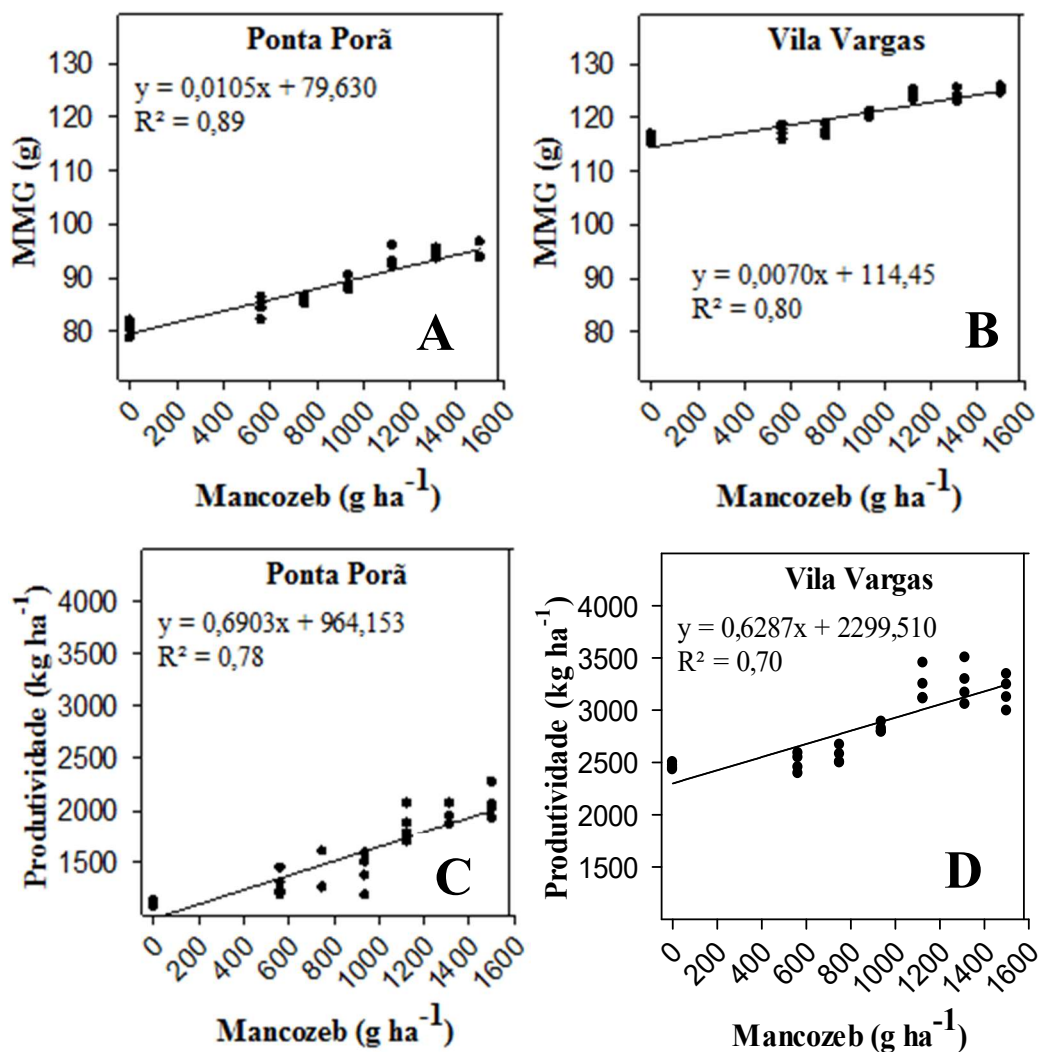 Ponta Porã
y = 0,0105x + 79,630
R² = 0,89
MMG (g)
130
120
110
100
90
80
A
0 200 400 600 800 1000 1200 1400 1600
Mancozeb (g ha⁻¹)
Vila Vargas
MMG (g)
130
120
110
100
90
80
y = 0,0070x + 114,45
R² = 0,80
B
0 200 400 600 800 1000 1200 1400 1600
Mancozeb (g ha⁻¹)
Ponta Porã
y = 0,6903x + 964,153
R² = 0,78
Produtividade (kg ha⁻¹)
4000
3500
3000
2500
2000
1500
C
0 200 400 600 800 1000 1200 1400 1600
Mancozeb (g ha⁻¹)
Vila Vargas
y = 0,6287x + 2299,510
R² = 0,70
Produtividade (kg ha⁻¹)
4000
3500
3000
2500
2000
1500
D
0 200 400 600 800 1000 1200 1400 1600
Mancozeb (g ha⁻¹)